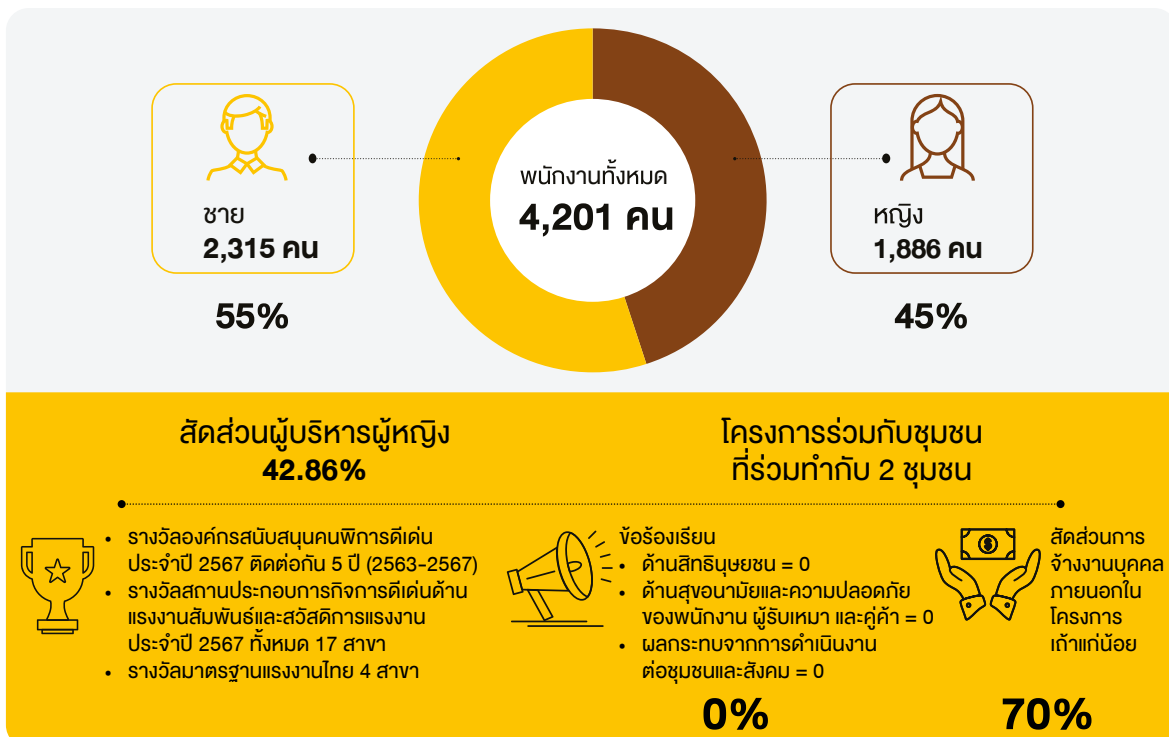 พนักงานทั้งหมด
4,201 คน
ชาย
2,315 คน
55%
หญิง
1,886 คน
45%
สัดส่วนผู้บริหารผู้หญิง
42.86%
โครงการร่วมกับชุมชน
ที่ร่วมทำกับ 2 ชุมชน
• รางวัลองค์กรสนับสนุนคนพิการดีเด่น
ประจำปี 2567 ติดต่อกัน 5 ปี (2563-2567)
• รางวัลสถานประกอบการกิจการดีเด่นด้าน
แรงงานสัมพันธ์และสวัสดิการแรงงาน
ประจำปี 2567 ทั้งหมด 17 สาขา
• รางวัลมาตรฐานแรงงานไทย 4 สาขา
ข้อร้องเรียน
• ด้านสิทธินุษยชน = 0
• ด้านสุขอนามัยและความปลอดภัย
ของพนักงาน ผู้รับเหมา และคู่ค้า = 0
• ผลกระทบจากการดำเนินงาน
ต่อชุมชนและสังคม = 0
0%
สัดส่วนการ
จ้างงานบุคคล
ภายนอกใน
โครงการ
เถ้าแก่น้อย
70%